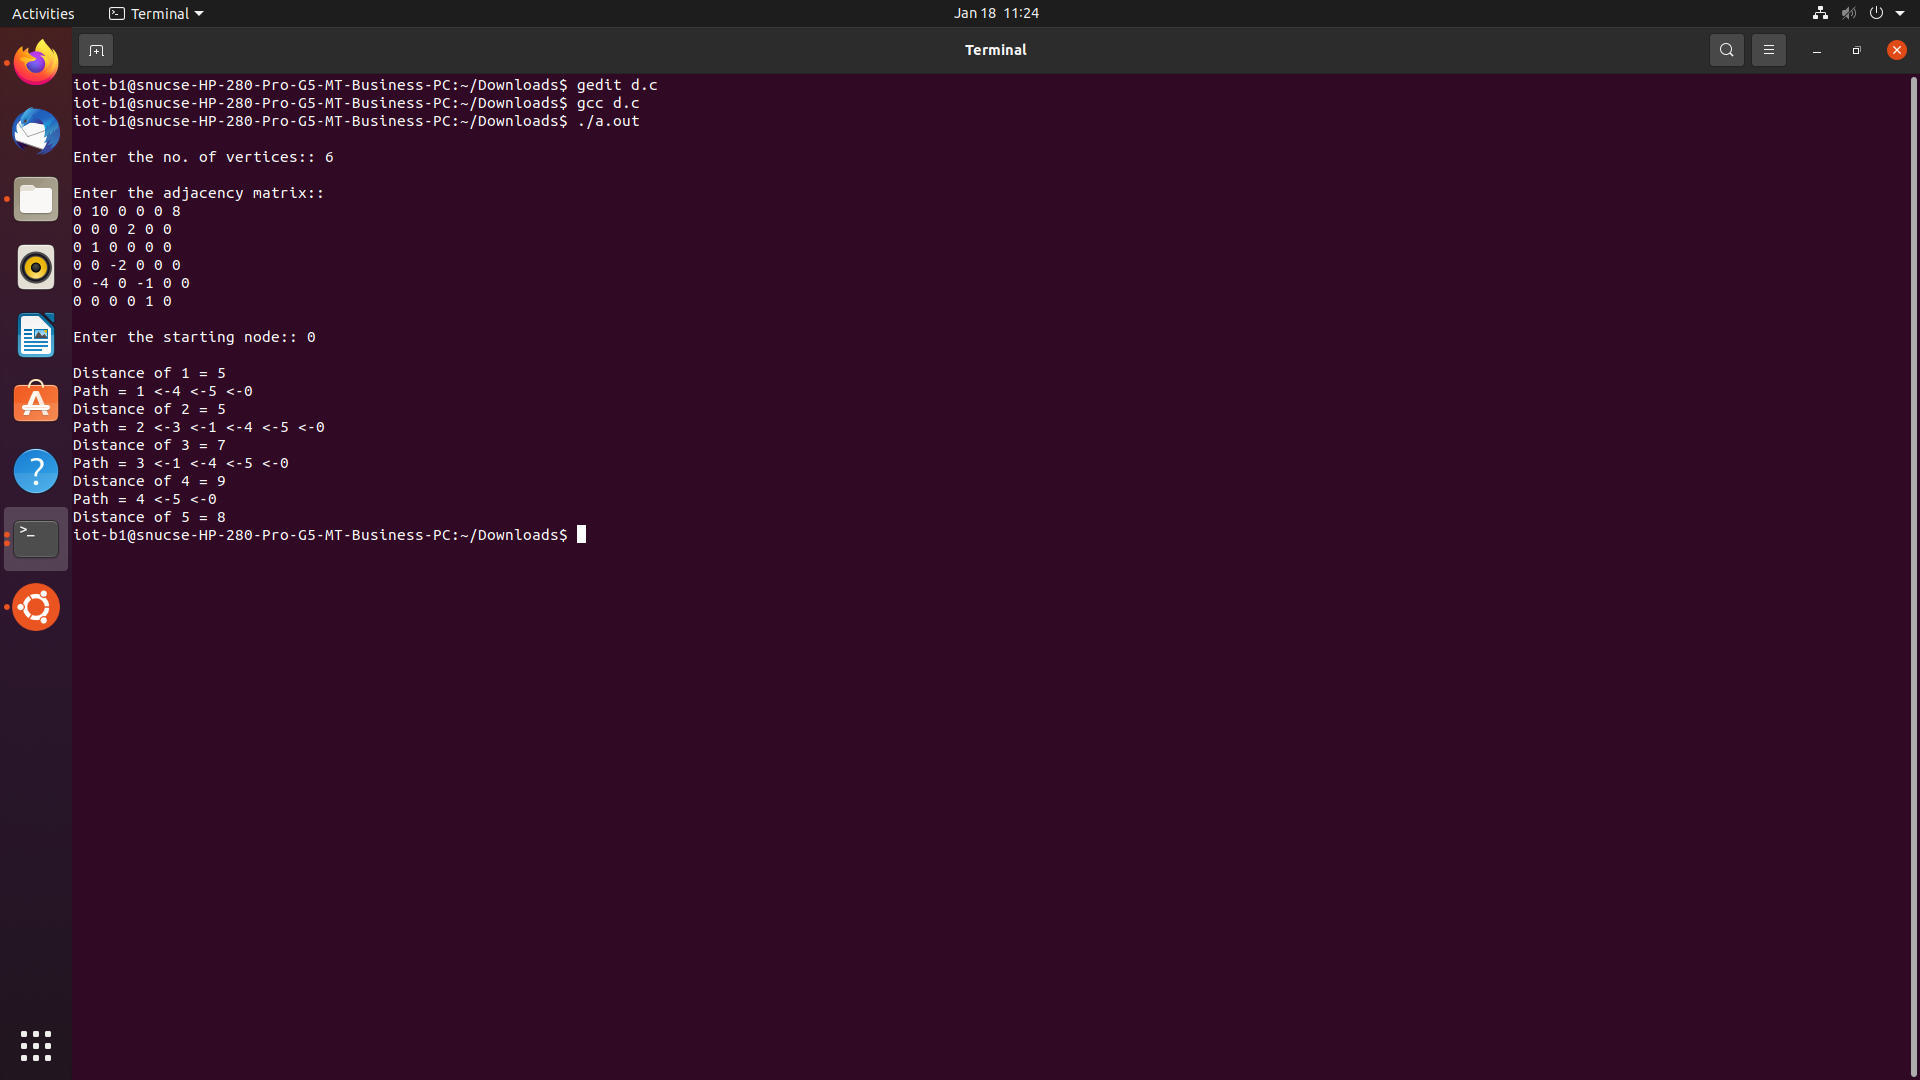 Activities Terminal Jan 18 11:24
Terminal
iot-b1@snucse-HP-280-Pro-G5-MT-Business-PC:~/Downloads$ gedit d.c
iot-b1@snucse-HP-280-Pro-G5-MT-Business-PC:~/Downloads$ gcc d.c
iot-b1@snucse-HP-280-Pro-G5-MT-Business-PC:~/Downloads$ ./a.out
Enter the no. of vertices:: 6
Enter the adjacency matrix::
0 10 0 0 0 8
0 0 0 2 0 0
0 1 0 0 0 0
0 0 -2 0 0 0
0 -4 0 -1 0 0
0 0 0 0 1 0
Enter the starting node:: 0
Distance of 1 = 5
Path = 1 <-4 <-5 <-0
Distance of 2 = 5
Path = 2 <-3 <-1 <-4 <-5 <-0
Distance of 3 = 7
Path = 3 <-1 <-4 <-5 <-0
Distance of 4 = 9
Path = 4 <-5 <-0
Distance of 5 = 8
iot-b1@snucse-HP-280-Pro-G5-MT-Business-PC:~/Downloads$